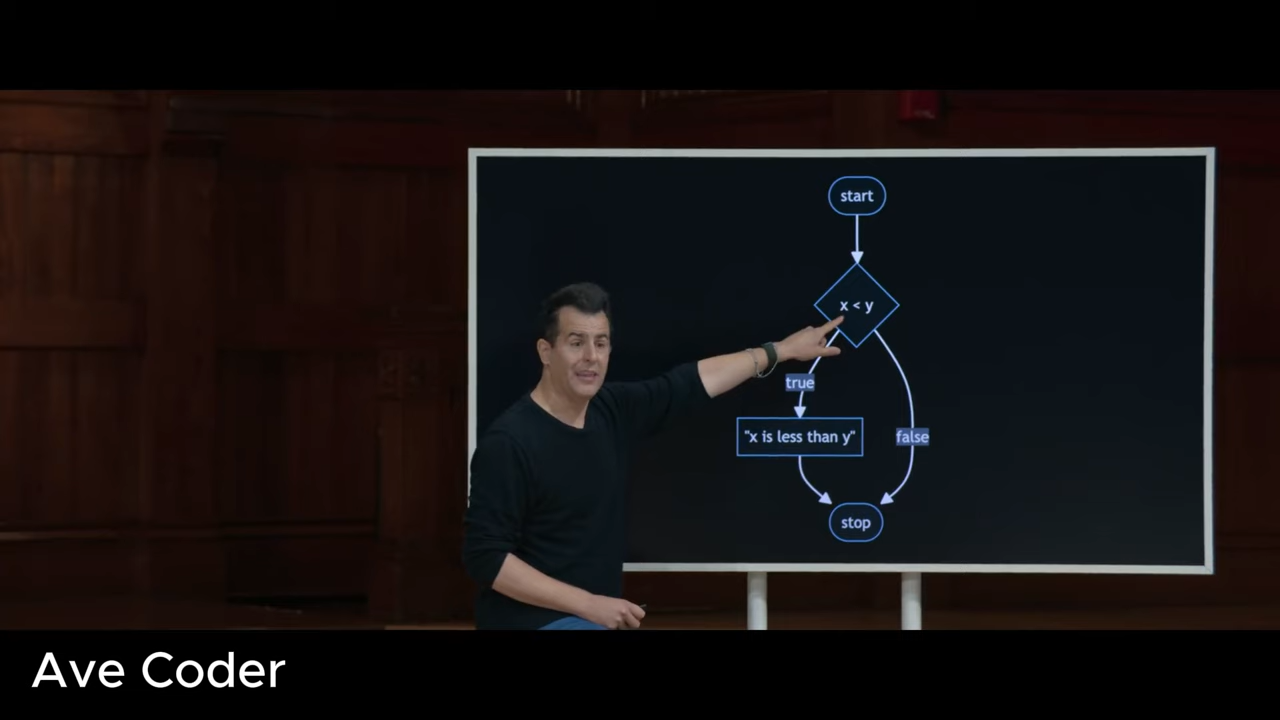 start
x < y
true
"x is less than y"
false
stop
Ave Coder